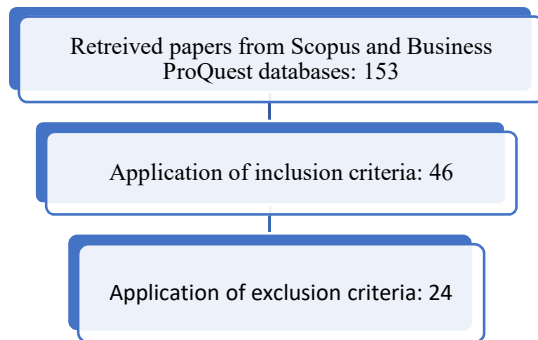 Retreived papers from Scopus and Business
ProQuest databases: 153
Application of inclusion criteria: 46
Application of exclusion criteria: 24